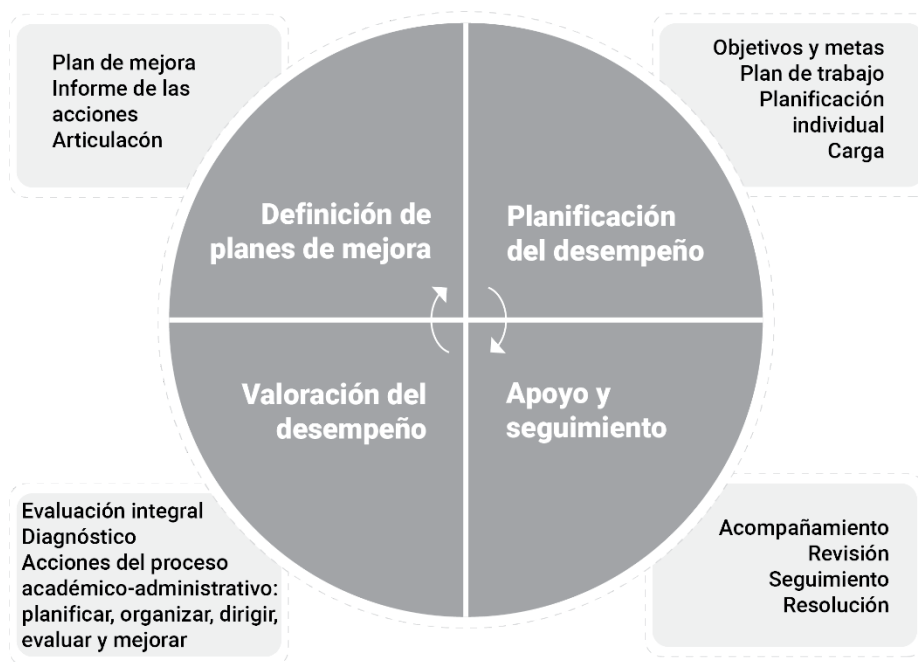 Plan de mejora
Informe de las
acciones
Articulacón
Objetivos y metas
Plan de trabajo
Planificación
individual
Carga
Definición de
planes de mejora
Planificación
del desempeño
Valoración del
desempeño
Apoyo y
seguimiento
Evaluación integral
Diagnóstico
Acciones del proceso
académico-administrativo:
planificar, organizar, dirigir,
evaluar y mejorar
Acompañamiento
Revisión
Seguimiento
Resolución